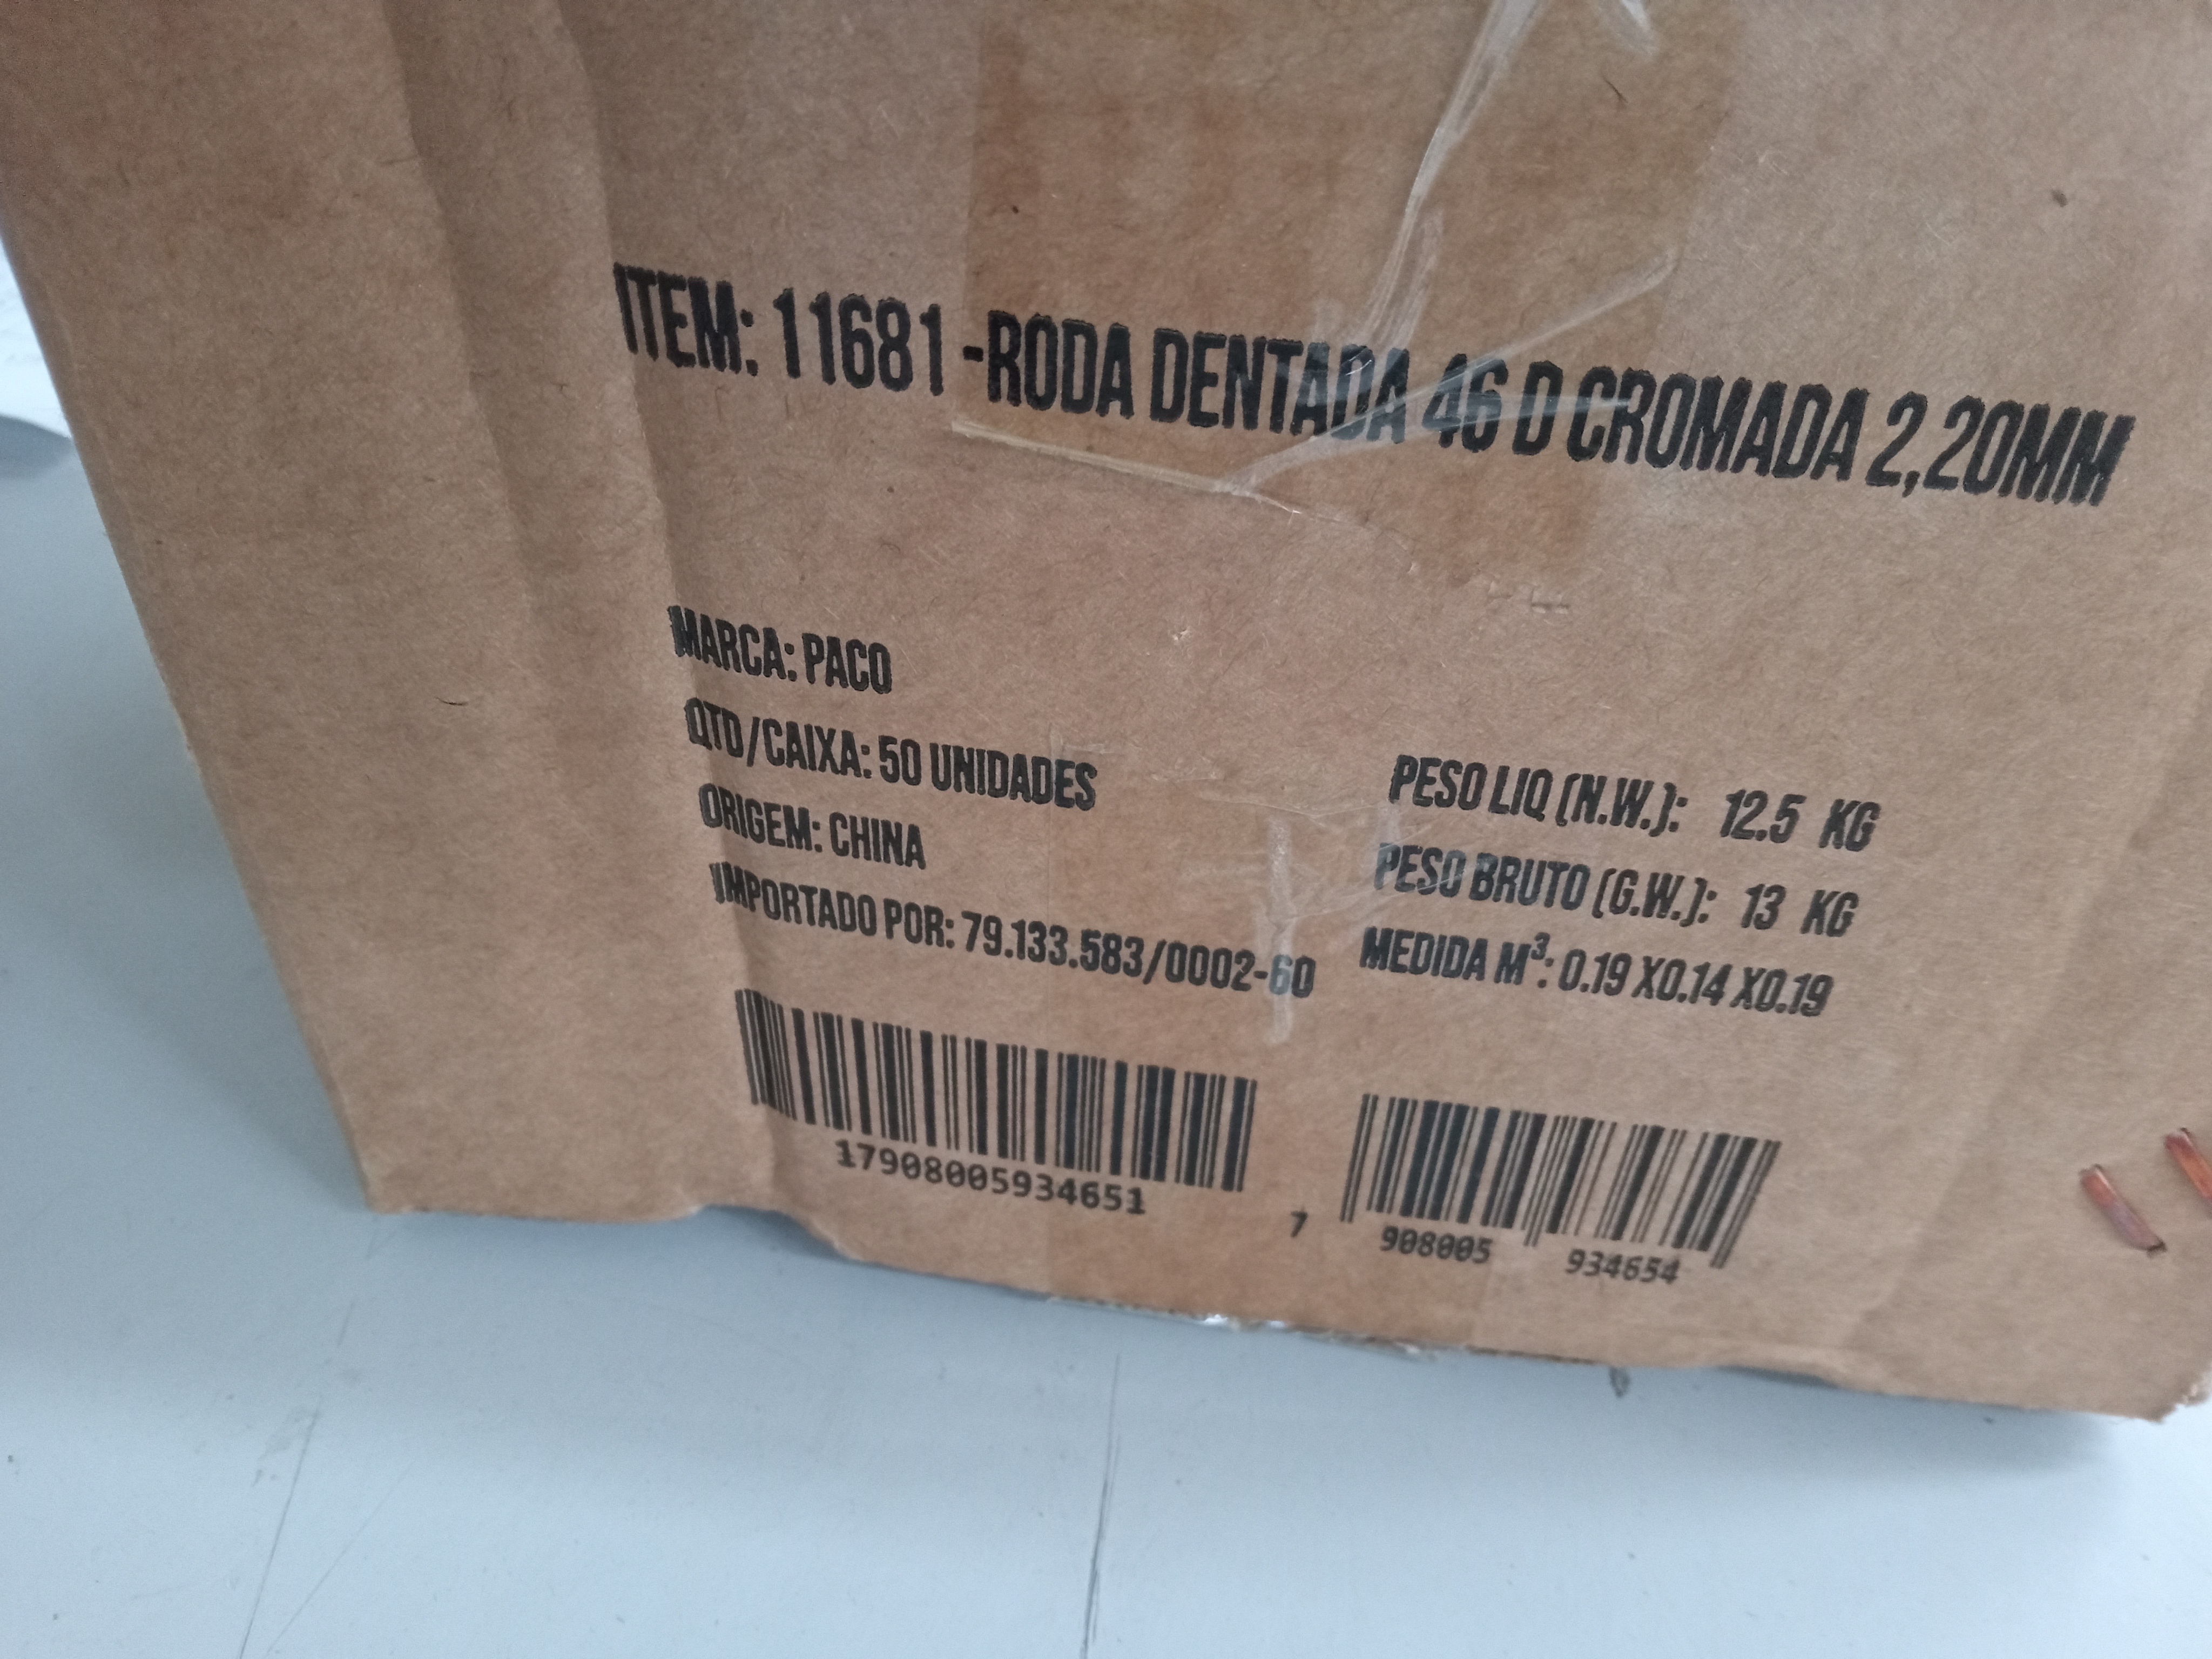 ITEM: 11681 -RODA DENTADA 46 D CROMADA 2,20MM
MARCA: PACO
QTD/CAIXA: 50 UNIDADES
ORIGEM: CHINA
IMPORTADO POR: 79.133.583/0002-60
PESO LIQ (N.W.): 12.5 KG
PESO BRUTO (G.W.): 13 KG
MEDIDA M³: 0.19 X0.14 X0.19
17908005934651
7 908005 934654